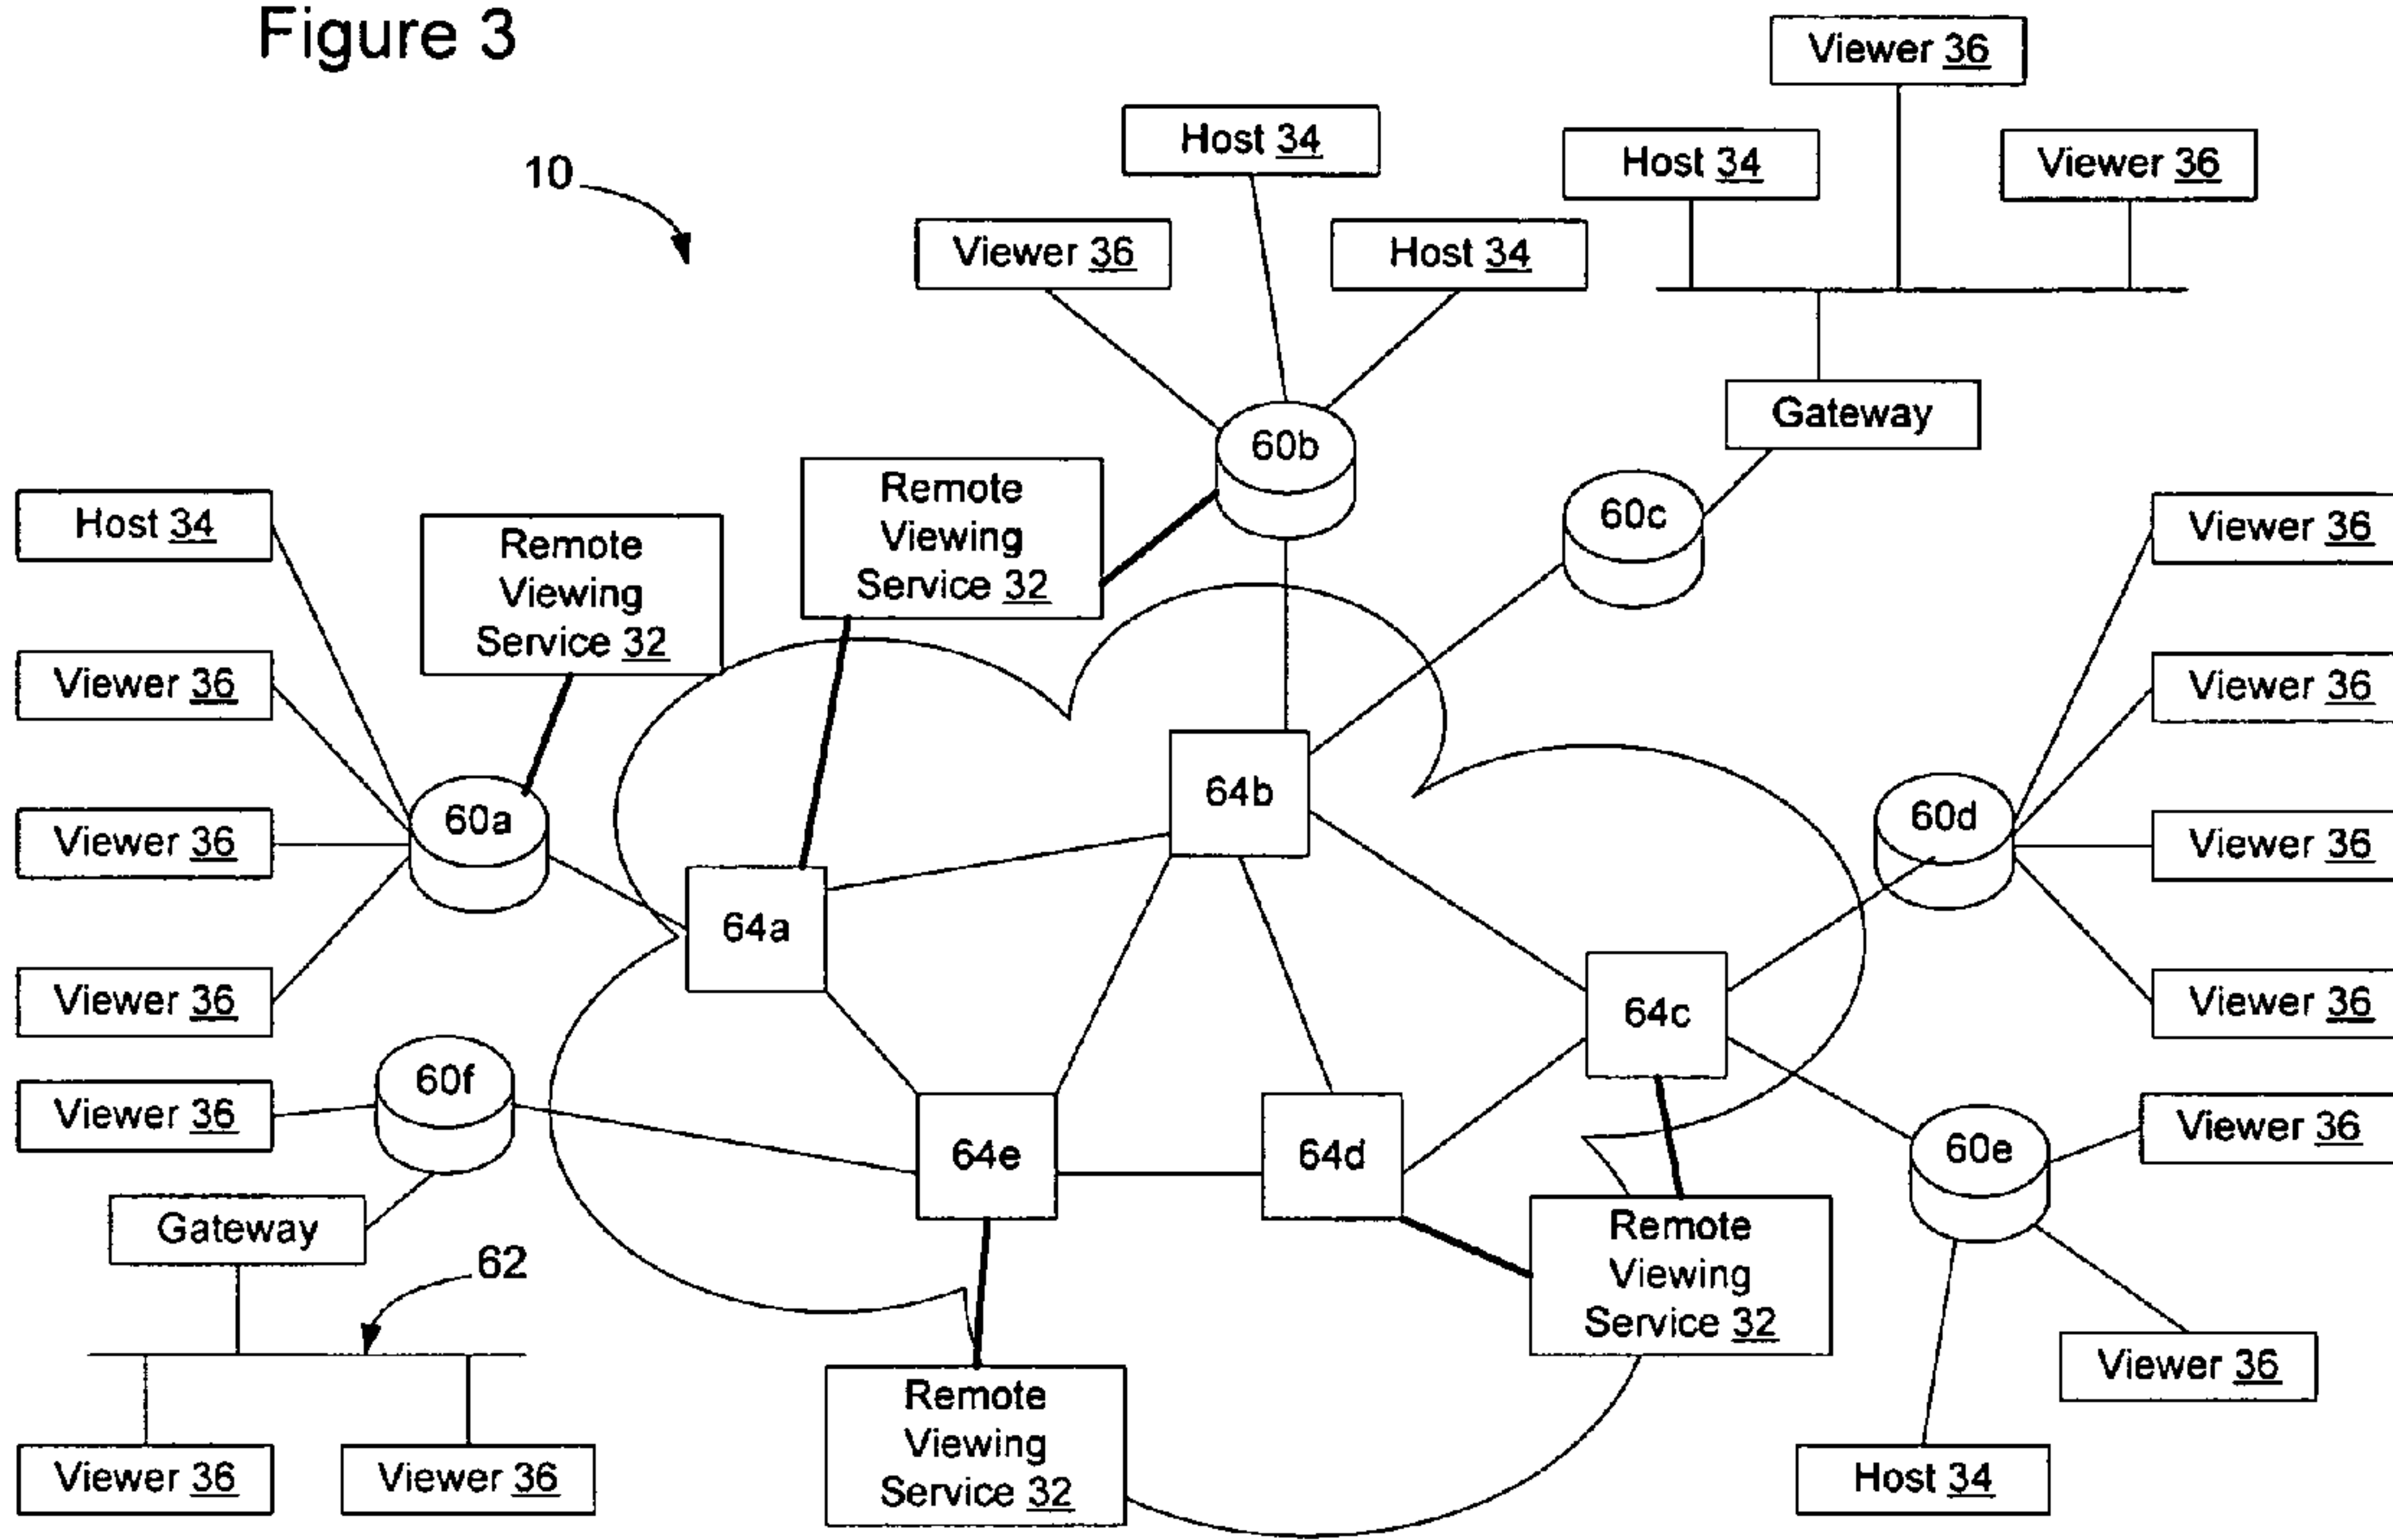 Figure 3
Viewer 36
Host 34
Host 34
Viewer 36
10
Viewer 36
Host 34
Gateway
60b
Remote
Viewing
Service 32
60c
Host 34
Remote
Viewing
Service 32
Viewer 36
Viewer 36
Viewer 36
64b
60a
60d
Viewer 36
Viewer 36
64a
Viewer 36
64c
Viewer 36
60f
Viewer 36
64e
64d
60e
Viewer 36
Gateway
62
Remote
Viewing
Service 32
Viewer 36
Remote
Viewing
Service 32
Viewer 36
Viewer 36
Host 34